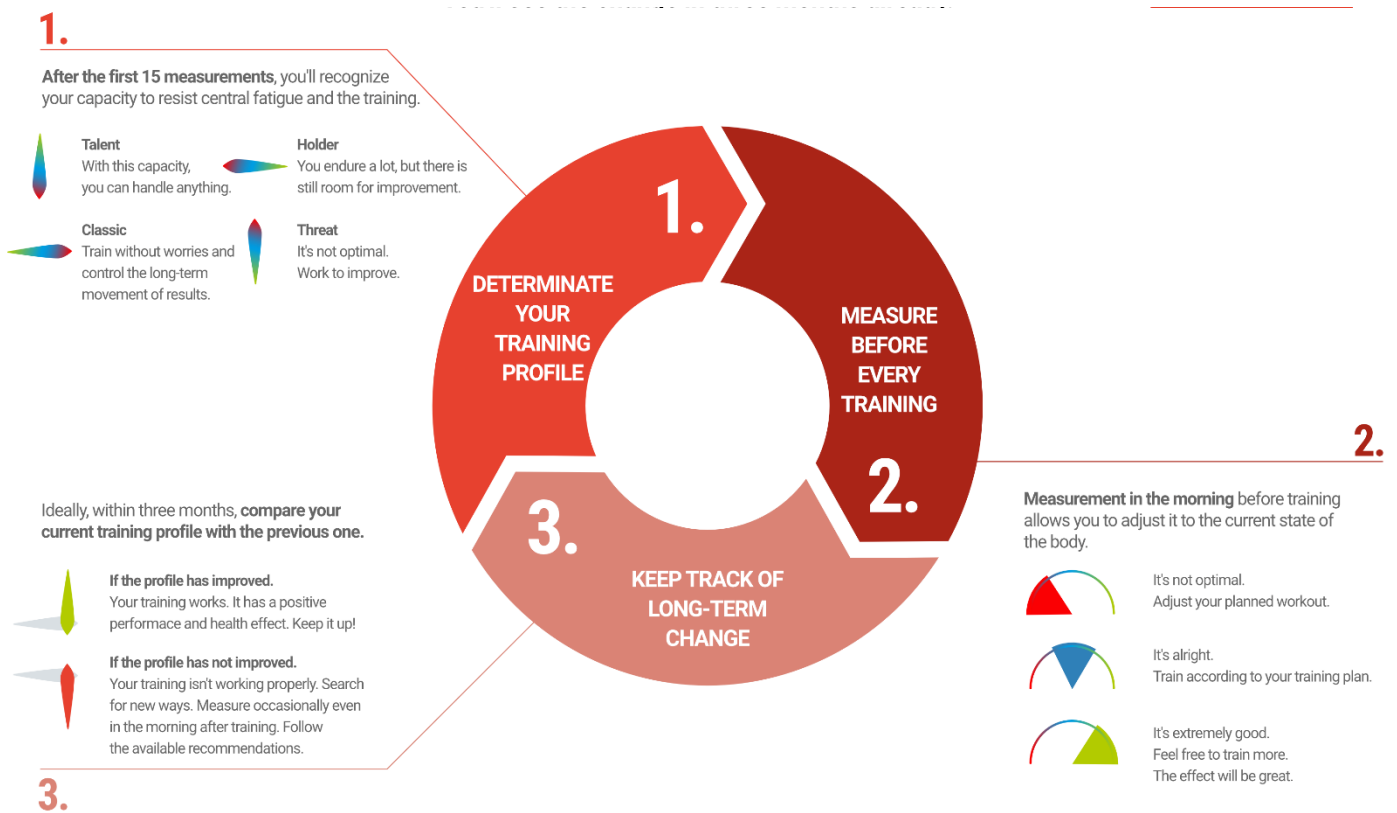 1.
After the first 15 measurements, you'll recognize
your capacity to resist central fatigue and the training.
Talent
With this capacity,
you can handle anything.
Holder
You endure a lot, but there is
still room for improvement.
Classic
Train without worries and
control the long-term
movement of results.
Threat
It's not optimal.
Work to improve.
1.
DETERMINATE
YOUR
TRAINING
PROFILE
MEASURE
BEFORE
EVERY
TRAINING
2.
2.
Measurement in the morning before training
allows you to adjust it to the current state of
the body.
It's not optimal.
Adjust your planned workout.
It's alright.
Train according to your training plan.
It's extremely good.
Feel free to train more.
The effect will be great.
3.
KEEP TRACK OF
LONG-TERM
CHANGE
Ideally, within three months, compare your
current training profile with the previous one.
If the profile has improved.
Your training works. It has a positive
performace and health effect. Keep it up!
If the profile has not improved.
Your training isn't working properly. Search
for new ways. Measure occasionally even
in the morning after training. Follow
the available recommendations.
3.